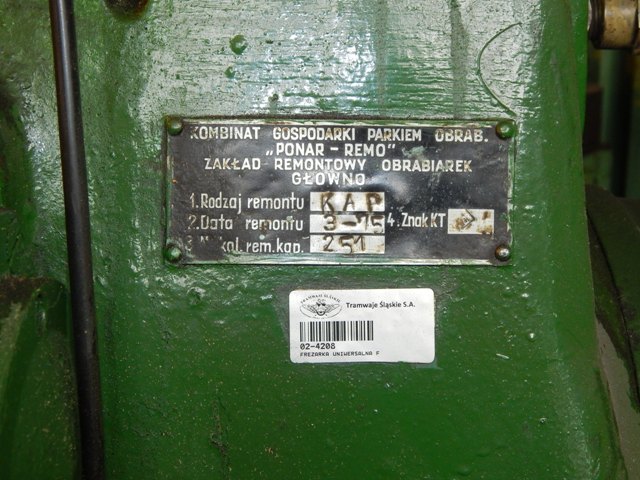 KOMBINAT GOSPODARKI PARKIEM OBRAB.
„PONAR - REMO”
ZAKŁAD REMONTOWY OBRABIAREK
GŁOWNO
1. Rodzaj remontu KAP
2. Data remontu 3-75 4. Znak KT
3 kol. rem. kap. 251
TRAMWAJE ŚLĄSKIE
Tramwaje Śląskie S.A.
02-4208
FREZARKA UNIWERSALNA F